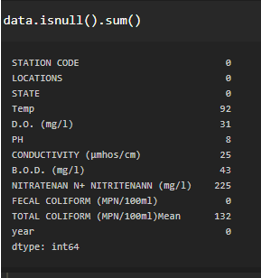 data.isnull().sum()
STATION CODE 0
LOCATIONS 0
STATE 0
Temp 92
D.O. (mg/l) 31
PH 8
CONDUCTIVITY (µmhos/cm) 25
B.O.D. (mg/l) 43
NITRATENAN N+ NITRITENANN (mg/l) 225
FECAL COLIFORM (MPN/100ml) 0
TOTAL COLIFORM (MPN/100ml)Mean 132
year 0
dtype: int64